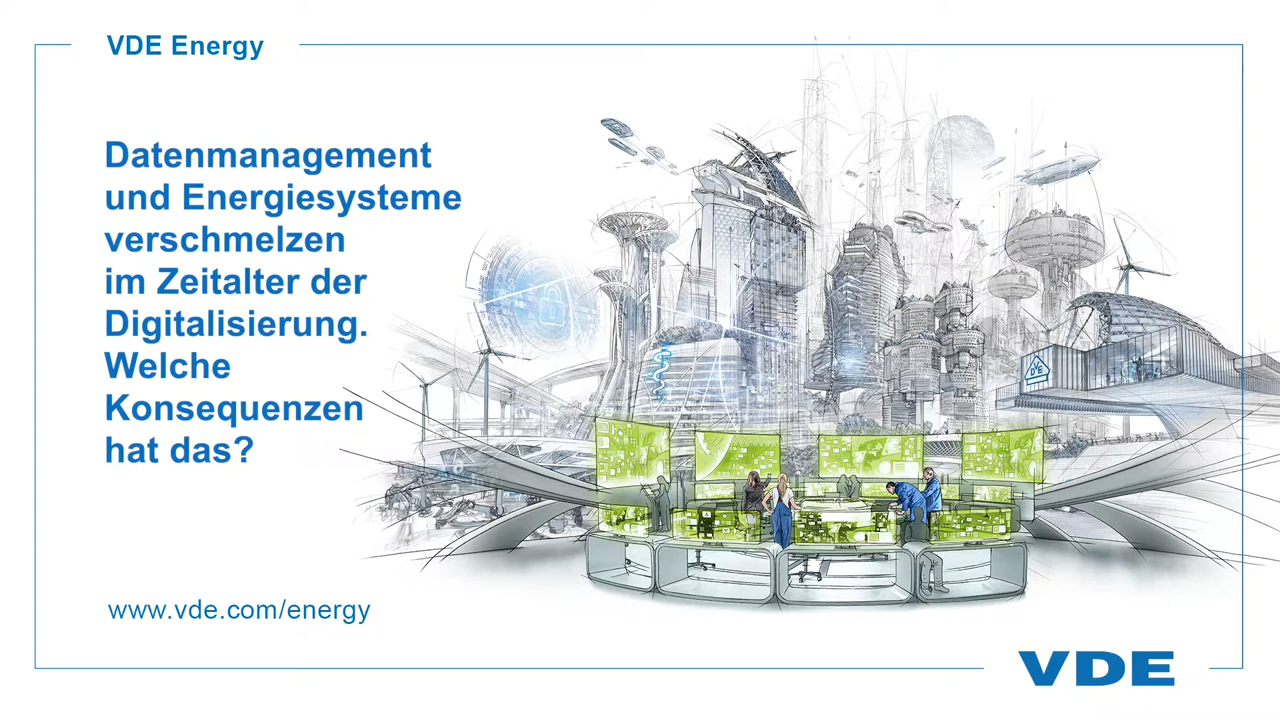 VDE Energy
Datenmanagement
und Energiesysteme
verschmelzen
im Zeitalter der
Digitalisierung.
Welche
Konsequenzen
hat das?
VDE
www.vde.com/energy
VDE